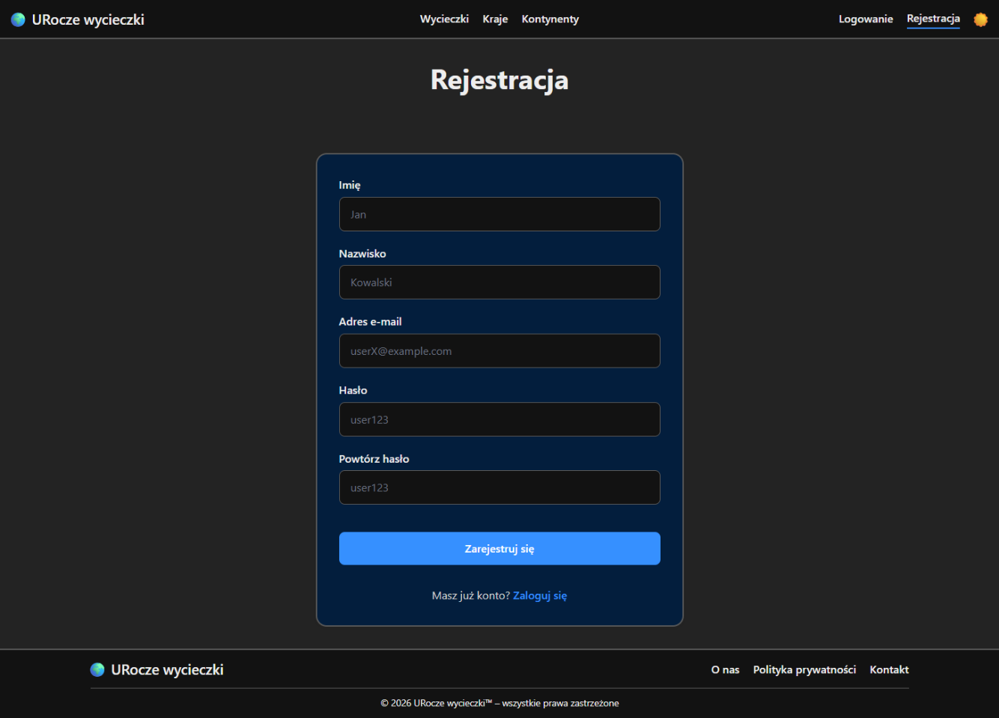 URocze wycieczki
Wycieczki Kraje Kontynenty
Logowanie Rejestracja
Rejestracja
Imię
Jan
Nazwisko
Kowalski
Adres e-mail
userX@example.com
Hasło
user123
Powtórz hasło
user123
Zarejestruj się
Masz już konto? Zaloguj się
URocze wycieczki
O nas Polityka prywatności Kontakt
© 2026 URocze wycieczki™ – wszystkie prawa zastrzeżone